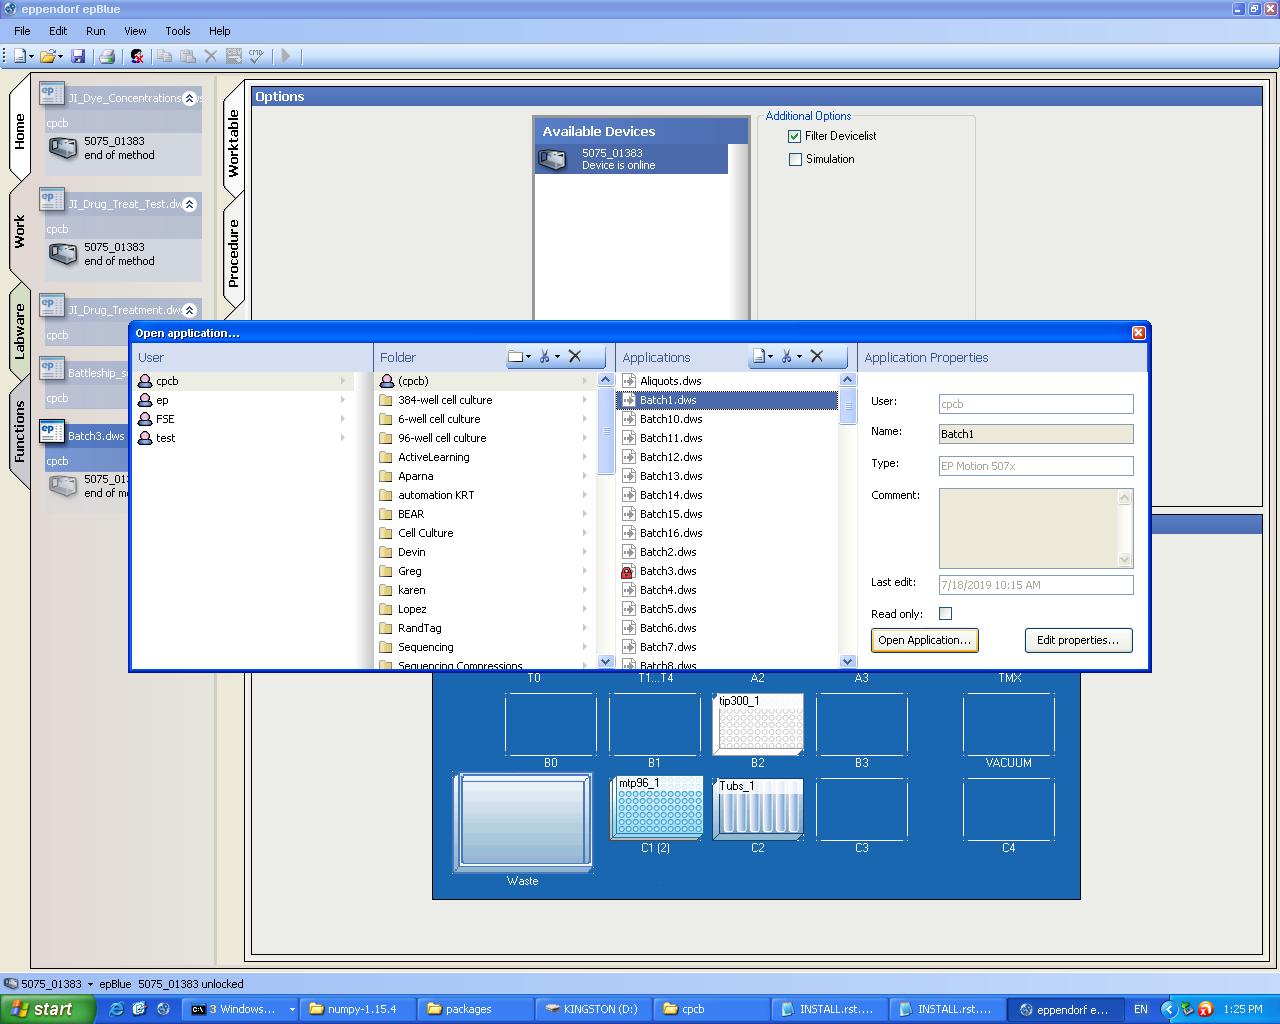 eppendorf epBlue
File Edit Run View Tools Help
Home
Work
Labware
Functions
JI_Dye_Concentrations
cpcb
5075_01383
end of method
JI_Drug_Treat_Test.dw
cpcb
5075_01383
end of method
JI_Drug_Treatment.dws
cpcb
Battleship_s
cpcb
Batch3.dws
cpcb
5075_01
end of m
Worktable
Procedure
Options
Available Devices
5075_01383
Device is online
Additional Options
Filter Devicelist
Simulation
Open application...
User
cpcb
ep
FSE
test
Folder
(cpcb)
384-well cell culture
6-well cell culture
96-well cell culture
ActiveLearning
Aparna
automation KRT
BEAR
Cell Culture
Devin
Greg
karen
Lopez
RandTag
Sequencing
Sequencing Compressions
Applications
Aliquots.dws
Batch1.dws
Batch10.dws
Batch11.dws
Batch12.dws
Batch13.dws
Batch14.dws
Batch15.dws
Batch16.dws
Batch2.dws
Batch3.dws
Batch4.dws
Batch5.dws
Batch6.dws
Batch7.dws
Batch8.dws
Application Properties
User: cpcb
Name: Batch1
Type: EP Motion 507x
Comment:
Last edit: 7/18/2019 10:15 AM
Read only:
Open Application...
Edit properties...
T0 T1...T4 A2 A3 TMX
tip300_1
B0 B1 B2 B3 VACUUM
mtp96_1 Tubs_1
C1 (2) C2 C3 C4
Waste
5075_01383 epBlue 5075_01383 unlocked
start 3 Windows... numpy-1.15.4 packages KINGSTON (D:) cpcb INSTALL.rst.... INSTALL.rst.... eppendorf e... EN 1:25 PM